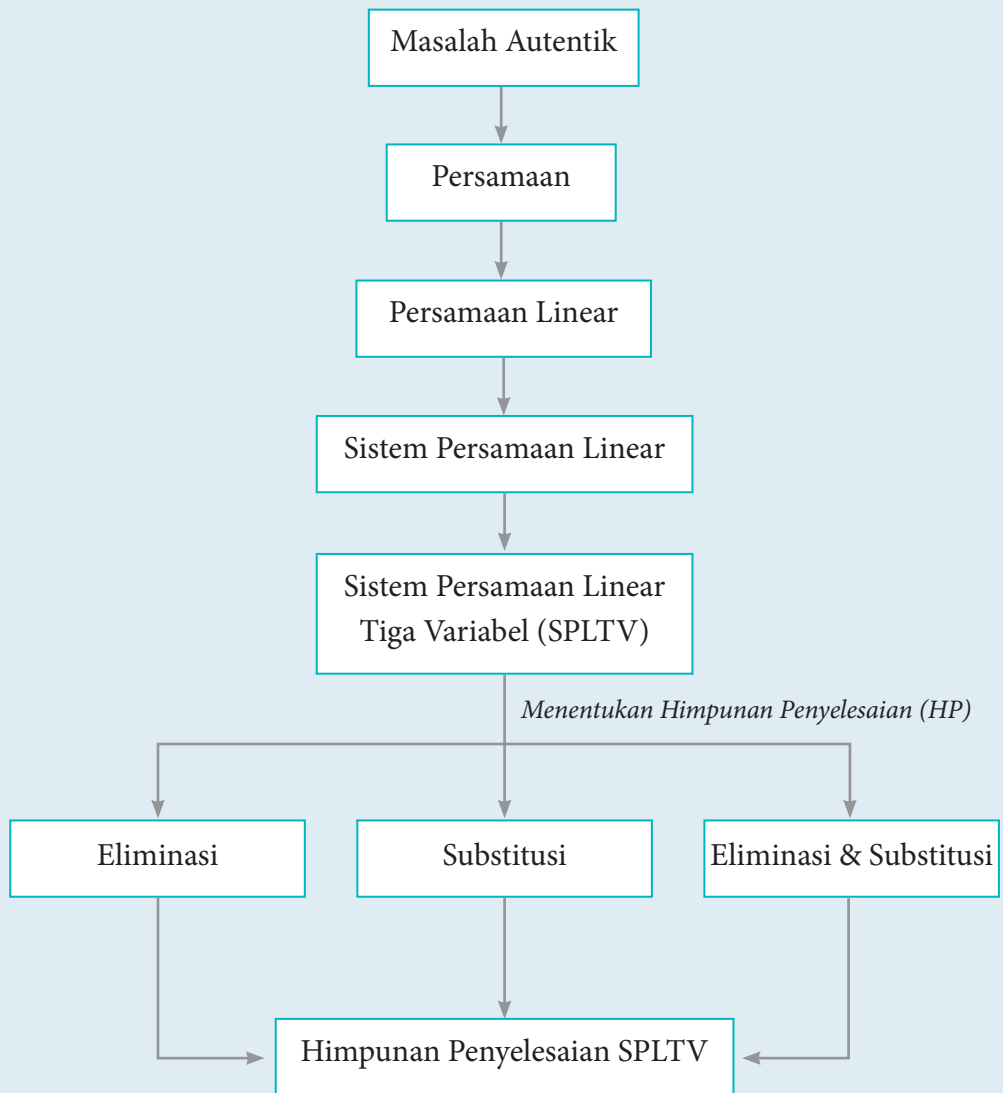 Masalah Autentik
Persamaan
Persamaan Linear
Sistem Persamaan Linear
Sistem Persamaan Linear
Tiga Variabel (SPLTV)
Menentukan Himpunan Penyelesaian (HP)
Eliminasi
Substitusi
Eliminasi & Substitusi
Himpunan Penyelesaian SPLTV